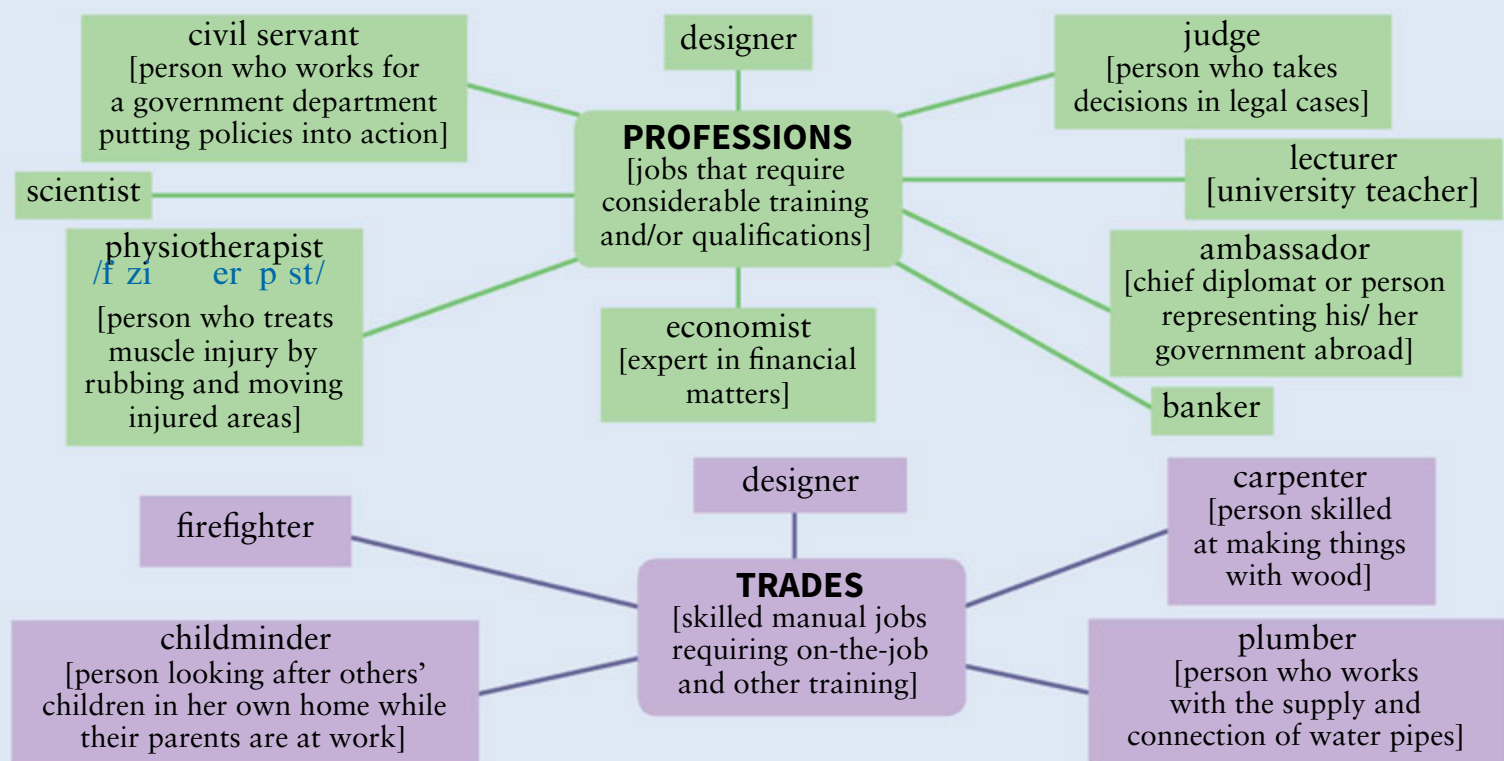 civil servant
[person who works for
a government department
putting policies into action]
designer
judge
[person who takes
decisions in legal cases]
PROFESSIONS
[jobs that require
considerable training
and/or qualifications]
lecturer
[university teacher]
scientist
physiotherapist
/f zi er p st/
[person who treats
muscle injury by
rubbing and moving
injured areas]
economist
[expert in financial
matters]
ambassador
[chief diplomat or person
representing his/ her
government abroad]
banker
firefighter
designer
carpenter
[person skilled
at making things
with wood]
TRADES
[skilled manual jobs
requiring on-the-job
and other training]
childminder
[person looking after others’
children in her own home while
their parents are at work]
plumber
[person who works
with the supply and
connection of water pipes]